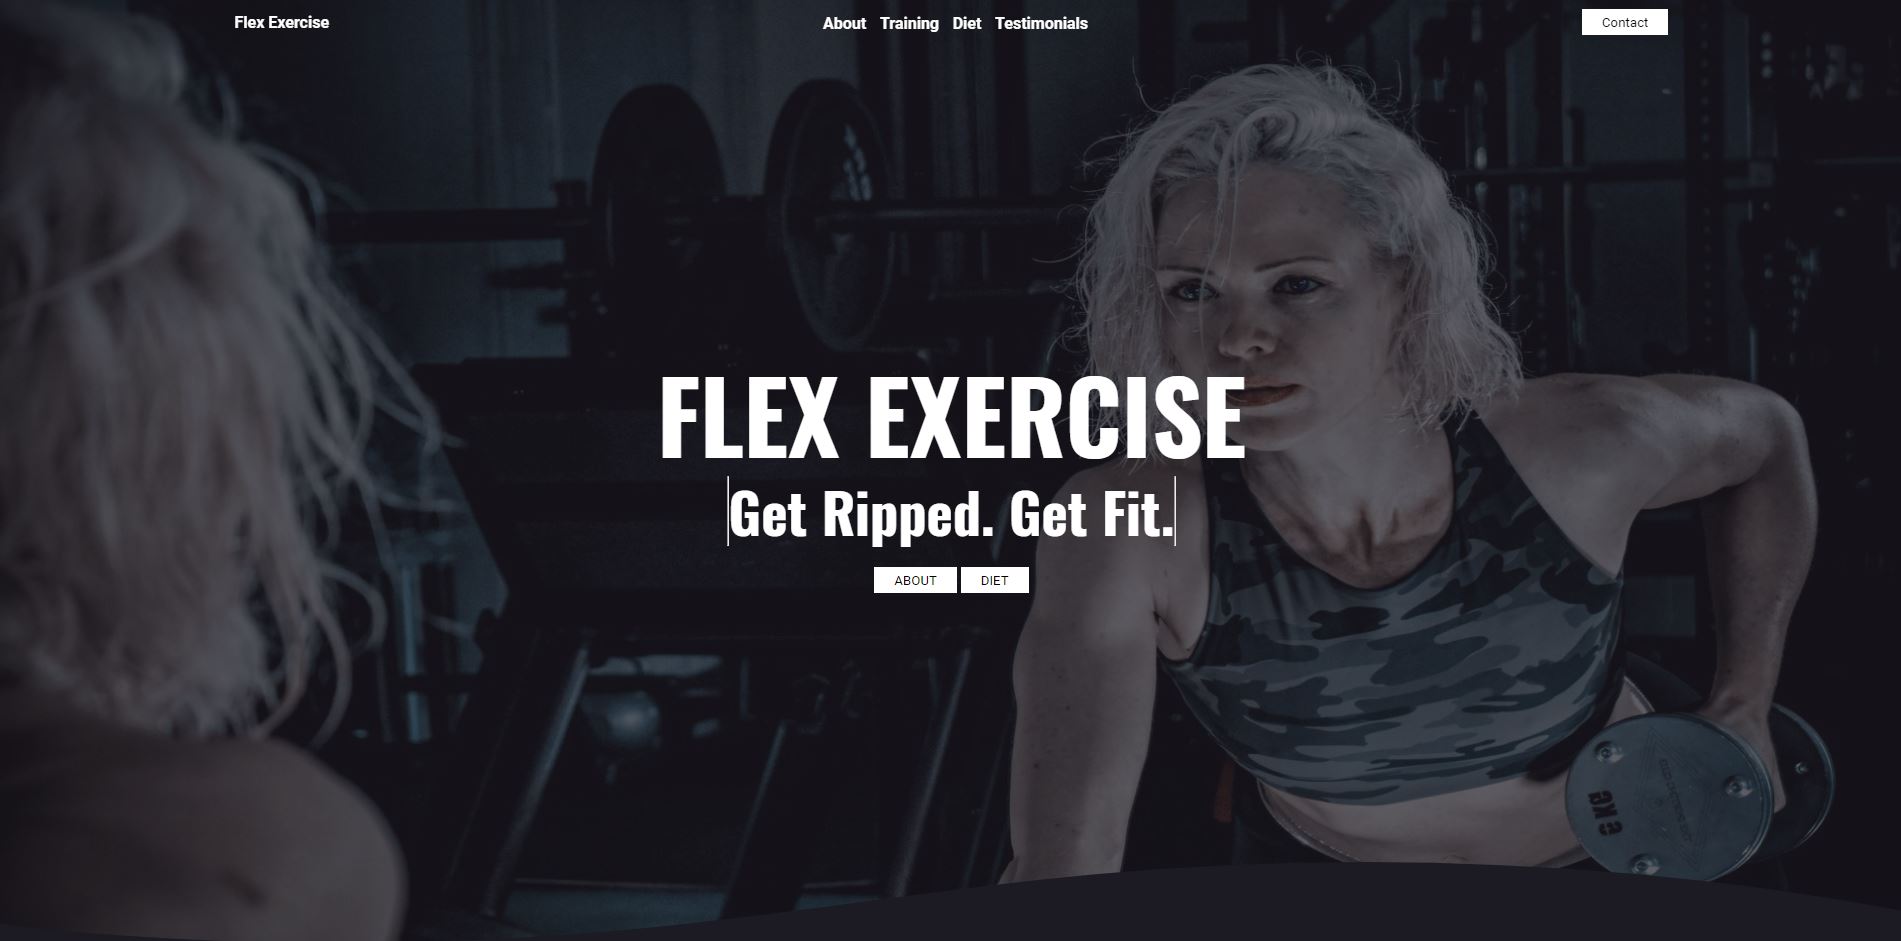 Flex Exercise
About Training Diet Testimonials
Contact
FLEX EXERCISE
Get Ripped. Get Fit.
ABOUT DIET